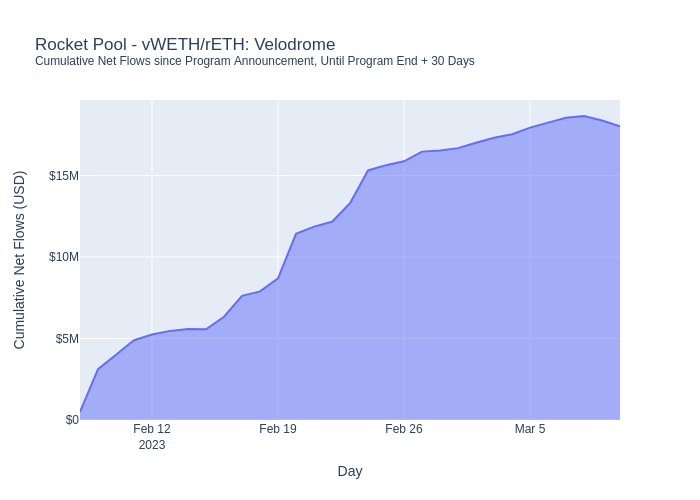 Rocket Pool - vWETH/rETH: Velodrome
Cumulative Net Flows since Program Announcement, Until Program End + 30 Days
Cumulative Net Flows (USD)
$15M
$10M
$5M
$0
Feb 12
2023
Feb 19
Feb 26
Mar 5
Day